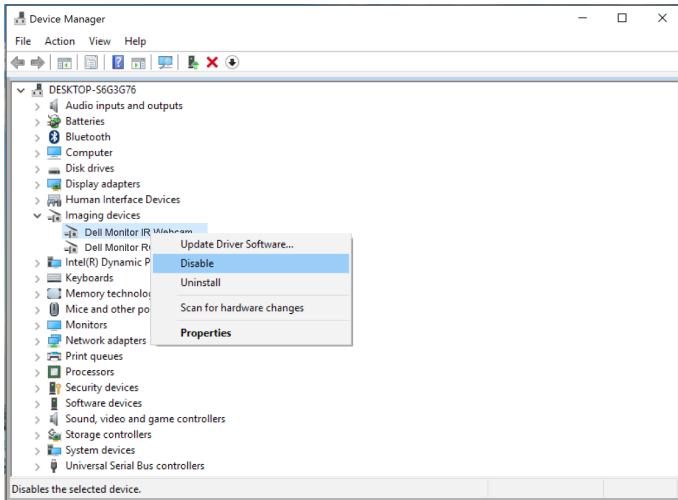 Device Manager
File Action View Help
DESKTOP-S6G3G76
Audio inputs and outputs
Batteries
Bluetooth
Computer
Disk drives
Display adapters
Human Interface Devices
Imaging devices
Dell Monitor IR Webcam
Dell Monitor
Intel(R) Dynamic
Keyboards
Memory
Mice and other
Monitors
Network adapters
Print queues
Processors
Security devices
Software devices
Sound, video and game controllers
Storage controllers
System devices
Universal Serial Bus controllers
Update Driver Software...
Disable
Uninstall
Scan for hardware changes
Properties
Disables the selected device.